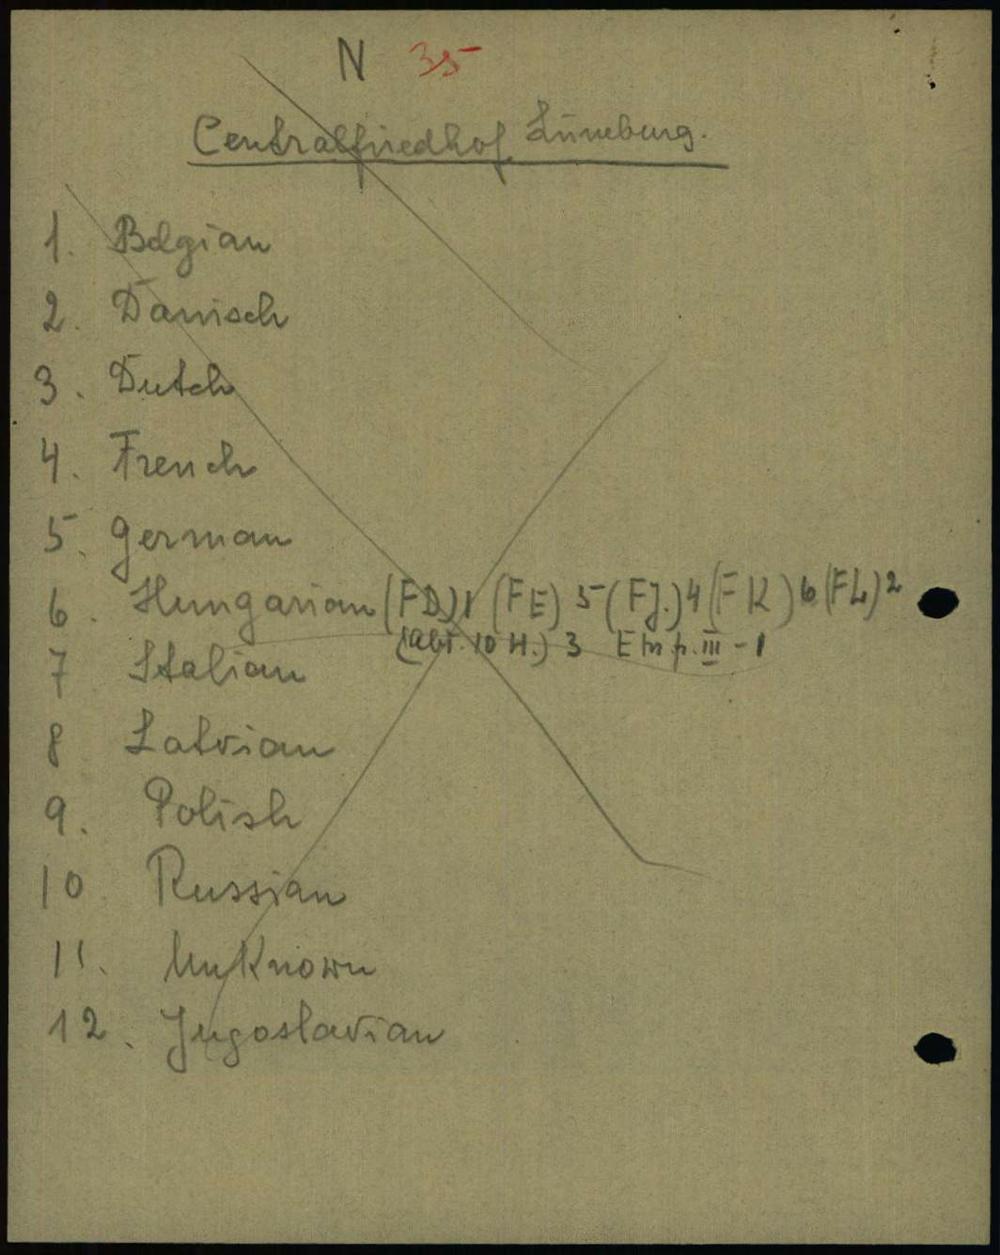 N 35
Centralfriedhof Lüneburg.
1. Belgian
2. Danisch
3. Dutch
4. French
5. German
6. Hungarian (FD) 1 (FE) 5 (FJ.) 4 (FK) 6 (FL) 2
(abt. 10 H.) 3 III - 1
7 Italian
8 Latvian
9. Polish
10. Russian
11. Unknown
12. Jugoslavian